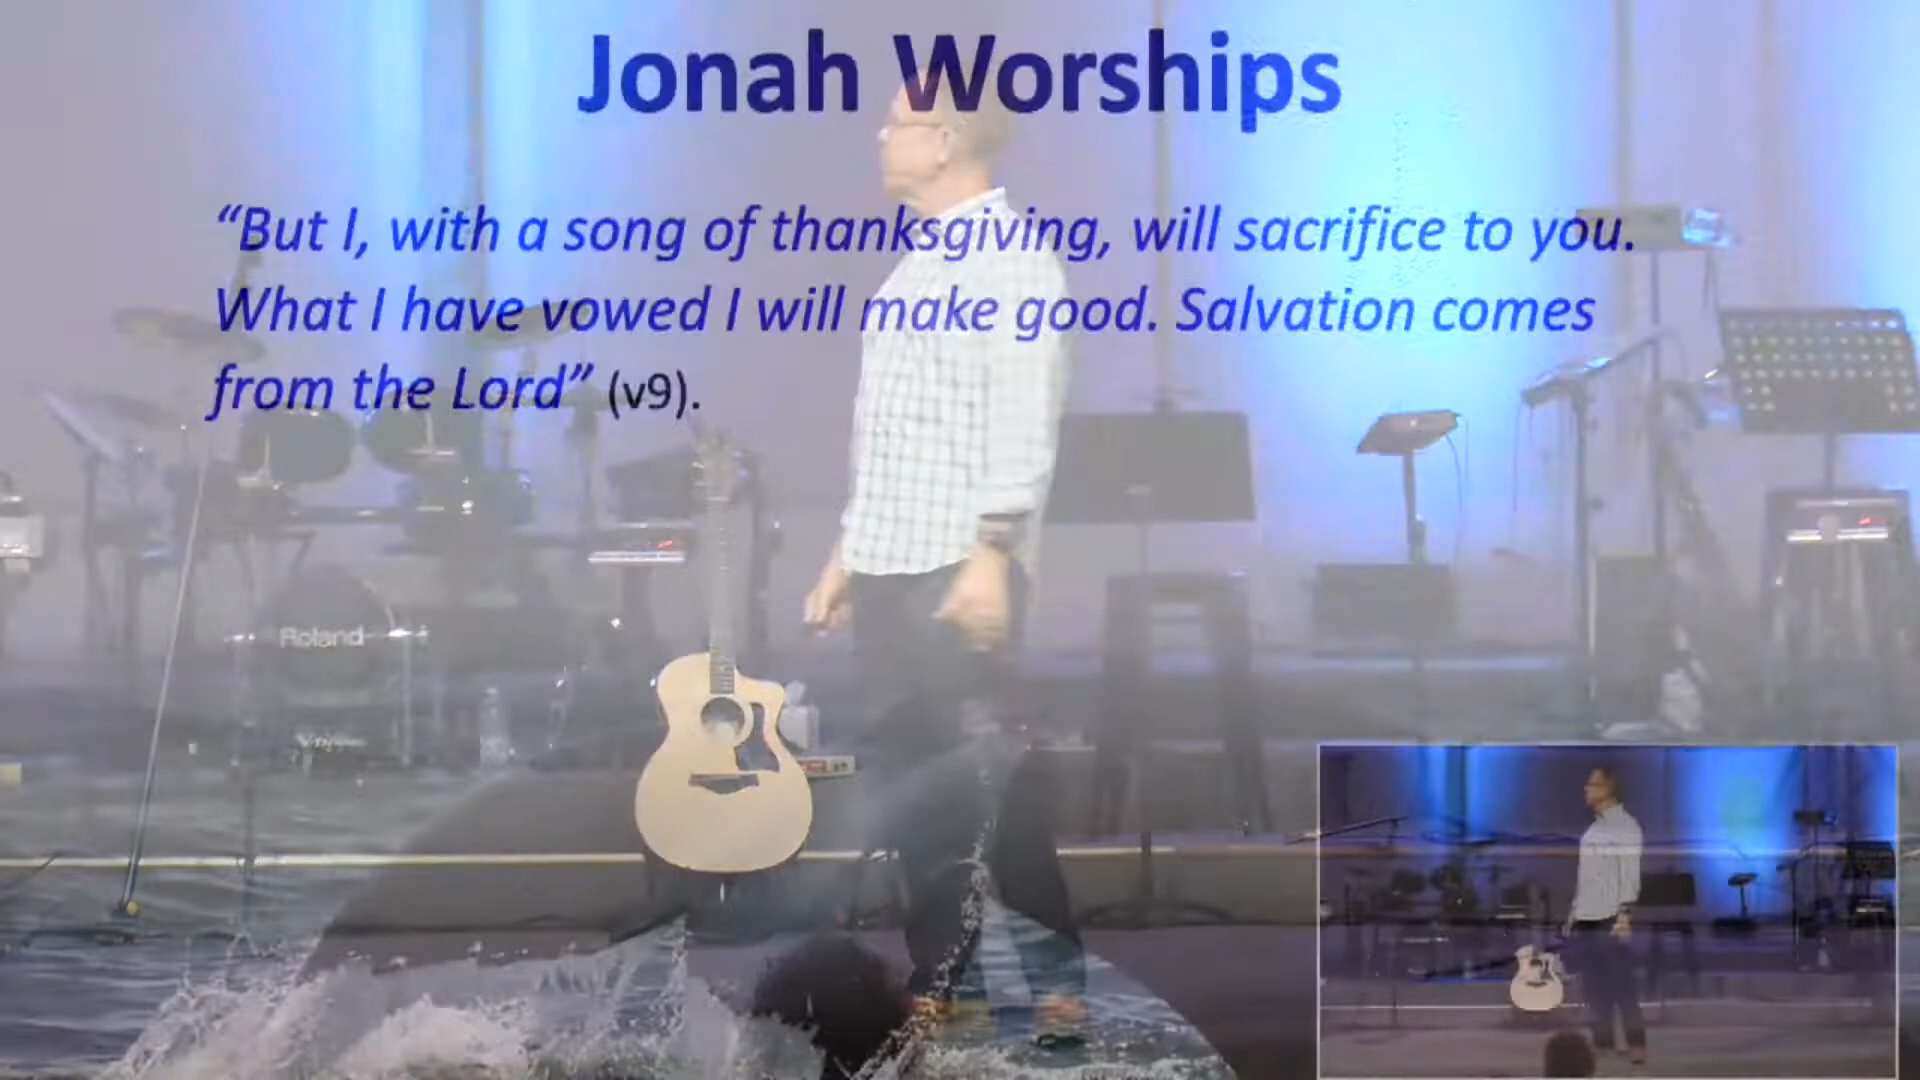 Jonah Worships
“But I, with a song of thanksgiving, will sacrifice to you.
What I have vowed I will make good. Salvation comes
from the Lord” (v9).
Roland